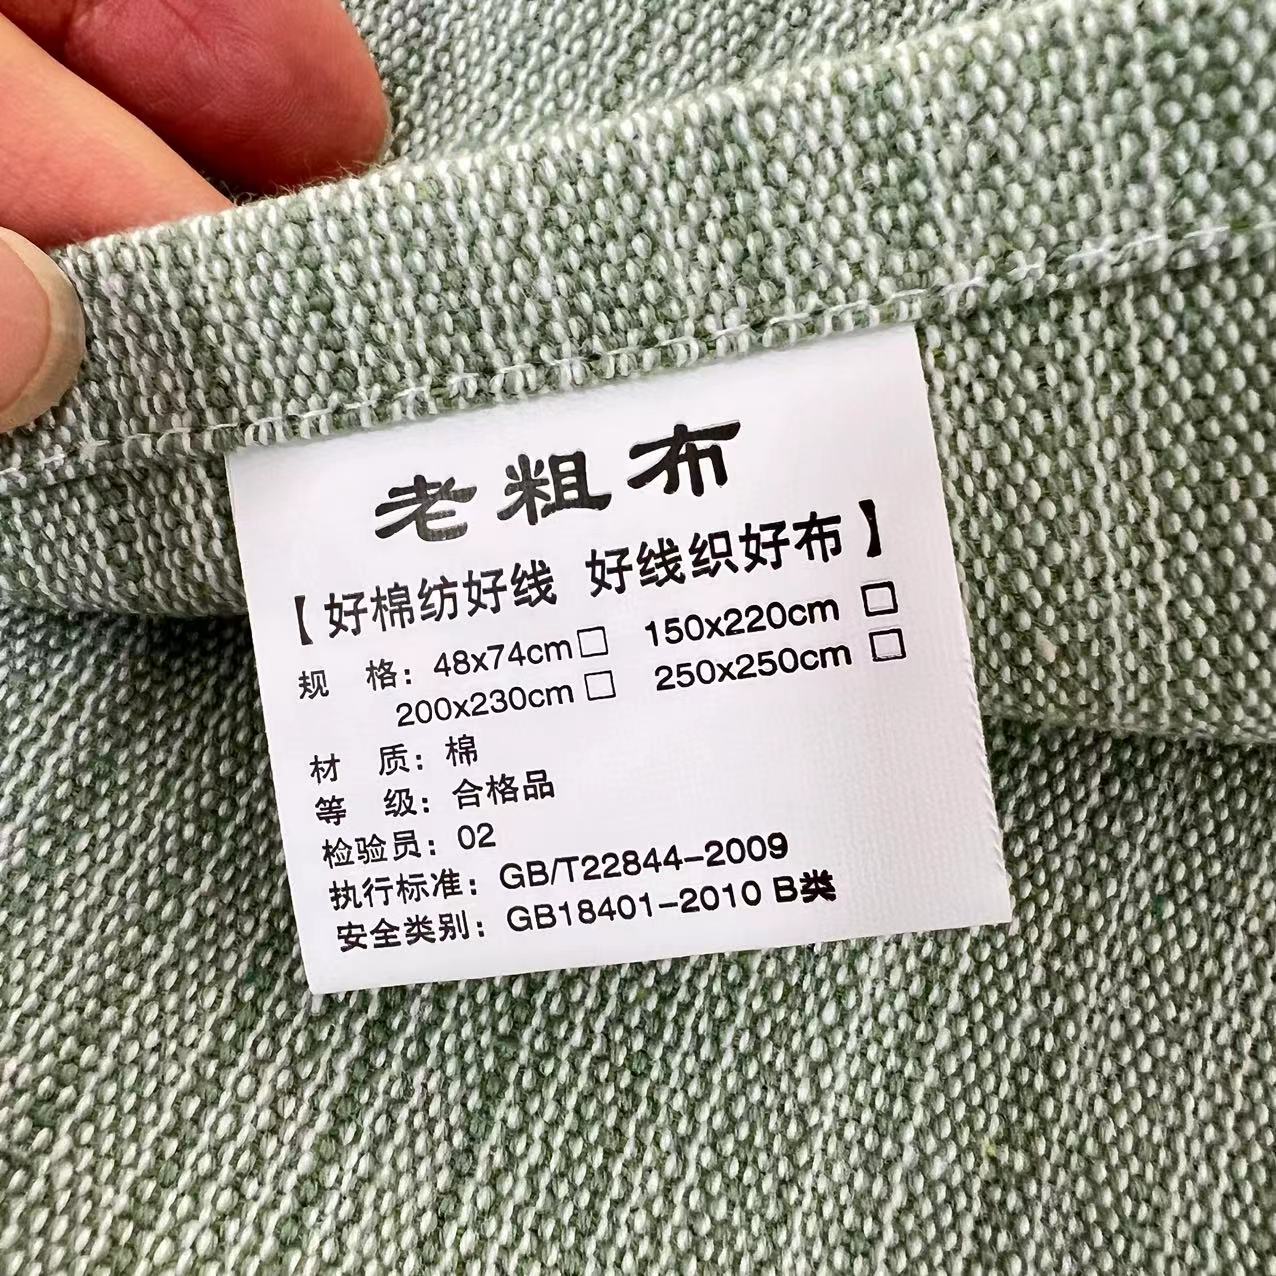 老粗布
【好棉纺好线 好线织好布】
规 格：48x74cm□ 150x220cm □
200x230cm □ 250x250cm □
材 质：棉
等 级：合格品
检验员：02
执行标准：GB/T22844-2009
安全类别：GB18401-2010 B类